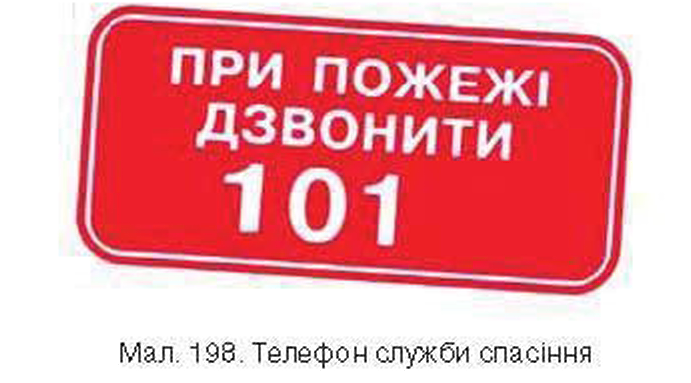 ПРИ ПОЖЕЖІ
ДЗВОНИТИ
101
Мал. 198. Телефон служби спасіння